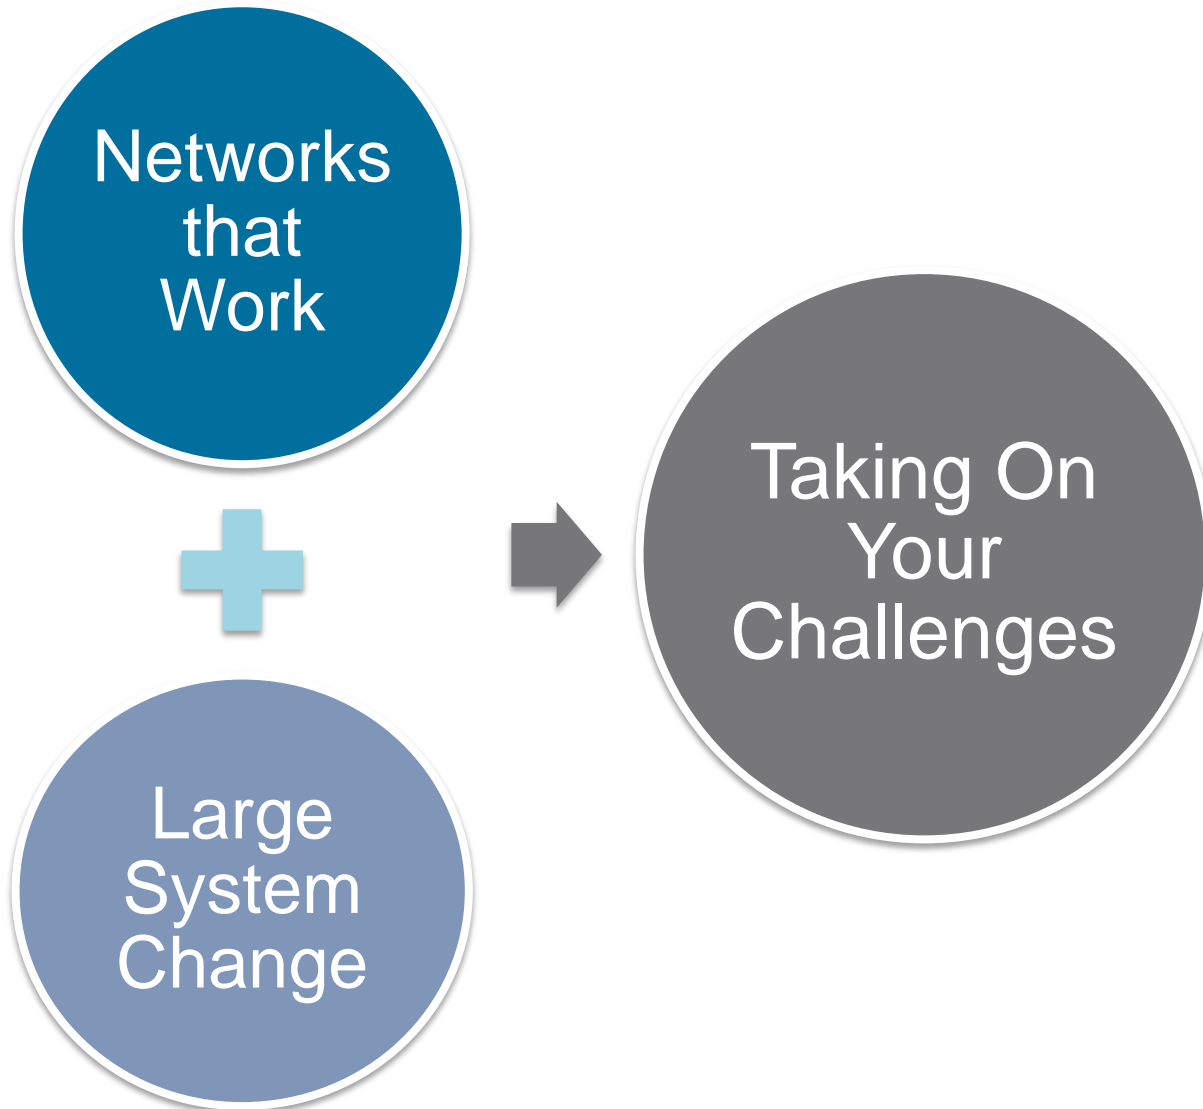 Networks
that
Work
Large
System
Change
Taking On
Your
Challenges